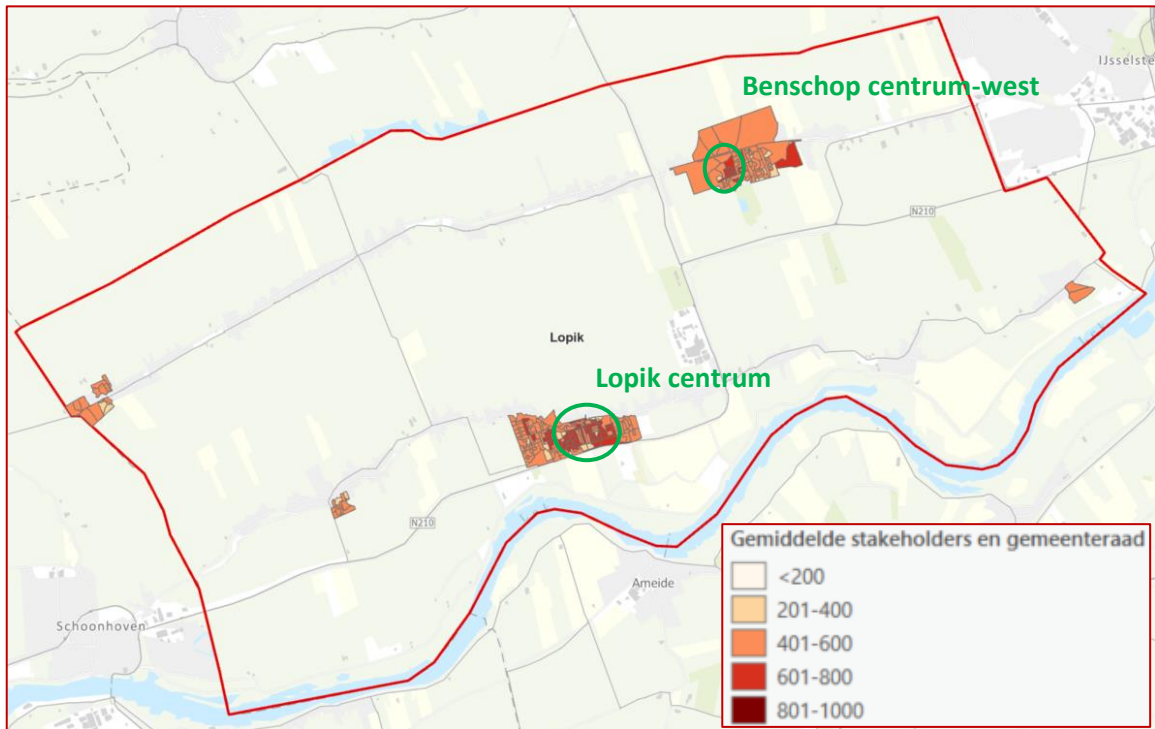 IJsselste
Benschop centrum-west
N210
Lopik
Lopik centrum
N210
Ameide
Schoonhoven
Gemiddelde stakeholders en gemeenteraad
<200
201-400
401-600
601-800
801-1000